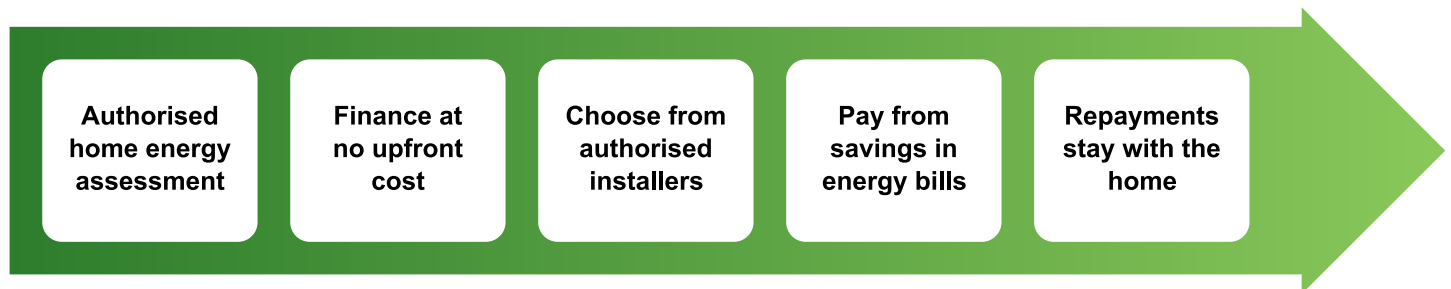 Authorised
home energy
assessment
Finance at
no upfront
cost
Choose from
authorised
installers
Pay from
savings in
energy bills
Repayments
stay with the
home